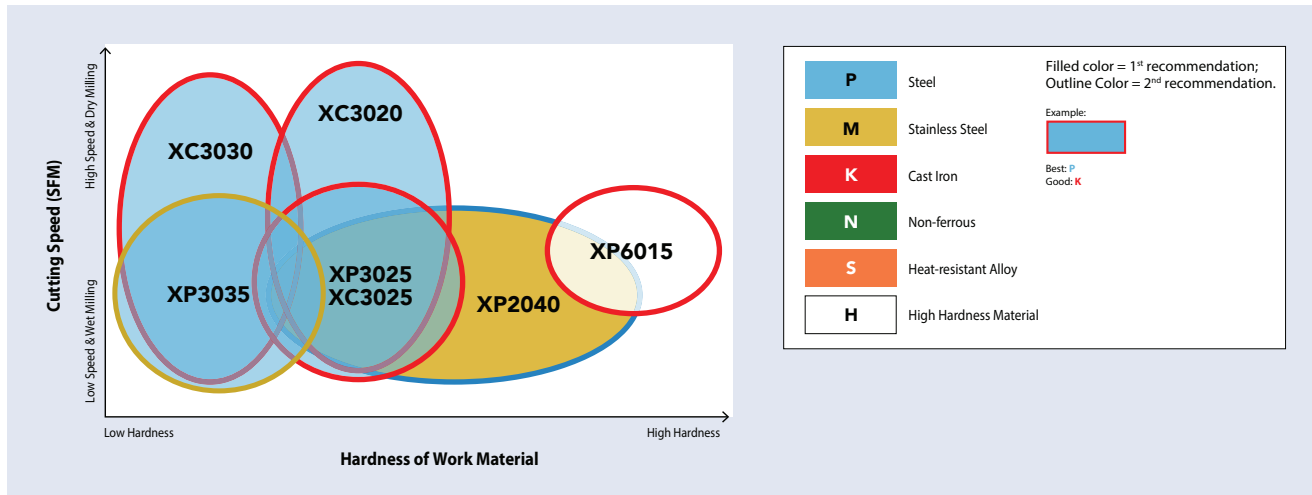 Cutting Speed (SFM)
High Speed & Dry Milling
Low Speed & Wet Milling
XC3030
XC3020
XP3035
XP3025
XC3025
XP2040
XP6015
Low Hardness
High Hardness
Hardness of Work Material
P Steel
M Stainless Steel
K Cast Iron
N Non-ferrous
S Heat-resistant Alloy
H High Hardness Material
Filled color = 1st recommendation;
Outline Color = 2nd recommendation.
Example:
Best: P
Good: K